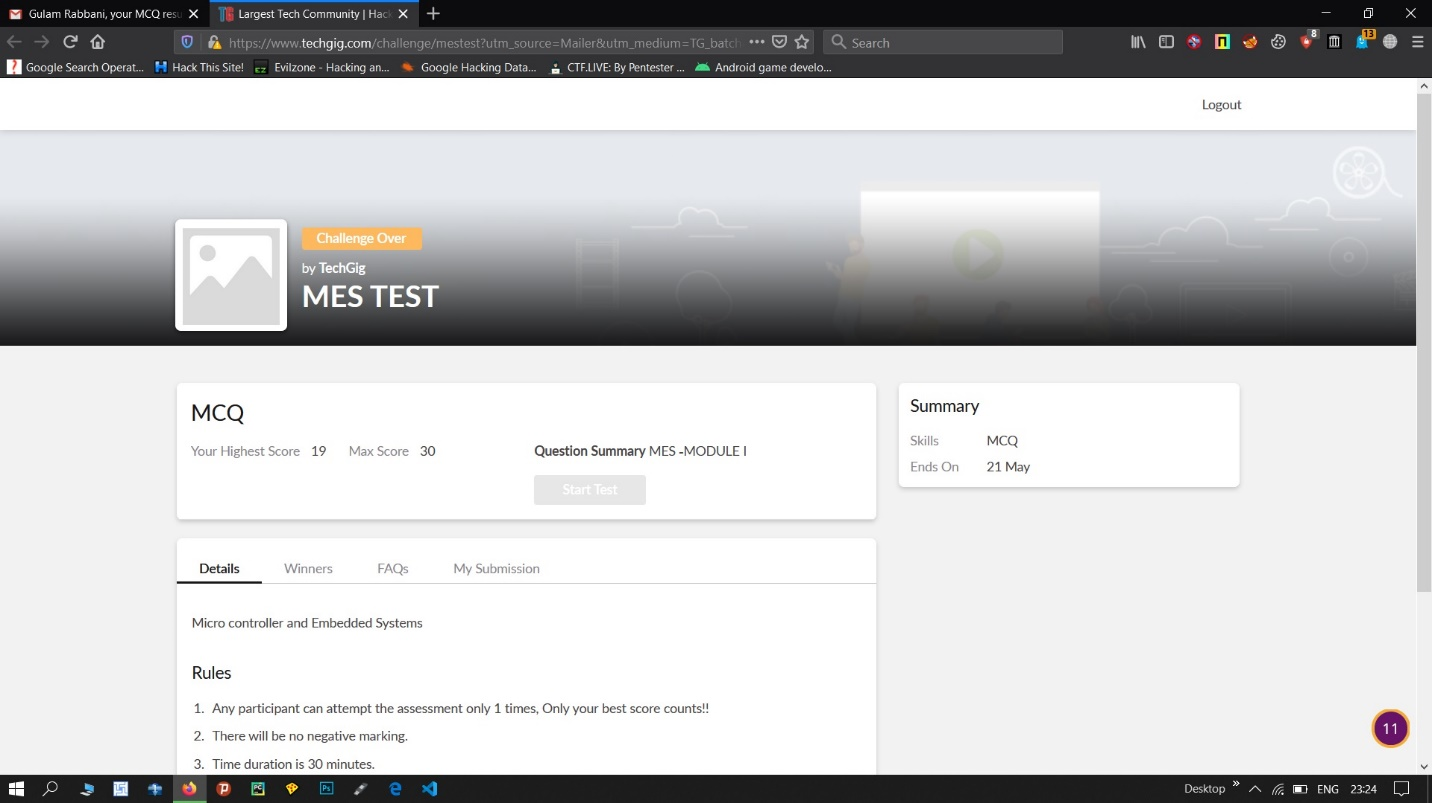 Gulam Rabbani, your MCQ resu
Largest Tech Community | Hack
https://www.techgig.com/challenge/mestest?utm_source=Mailer&utm_medium=TG_batch
Search
8
13
Google Search Operat...
Hack This Site!
Evilzone - Hacking an...
Google Hacking Data...
CTF.LIVE: By Pentester ...
Android game develo...
Logout
Challenge Over
by TechGig
MES TEST
MCQ
Your Highest Score 19 Max Score 30
Question Summary MES -MODULE I
Start Test
Summary
Skills MCQ
Ends On 21 May
Details Winners FAQs My Submission
Micro controller and Embedded Systems
Rules
1. Any participant can attempt the assessment only 1 times, Only your best score counts!!
2. There will be no negative marking.
3. Time duration is 30 minutes.
11
Desktop
ENG
23:24